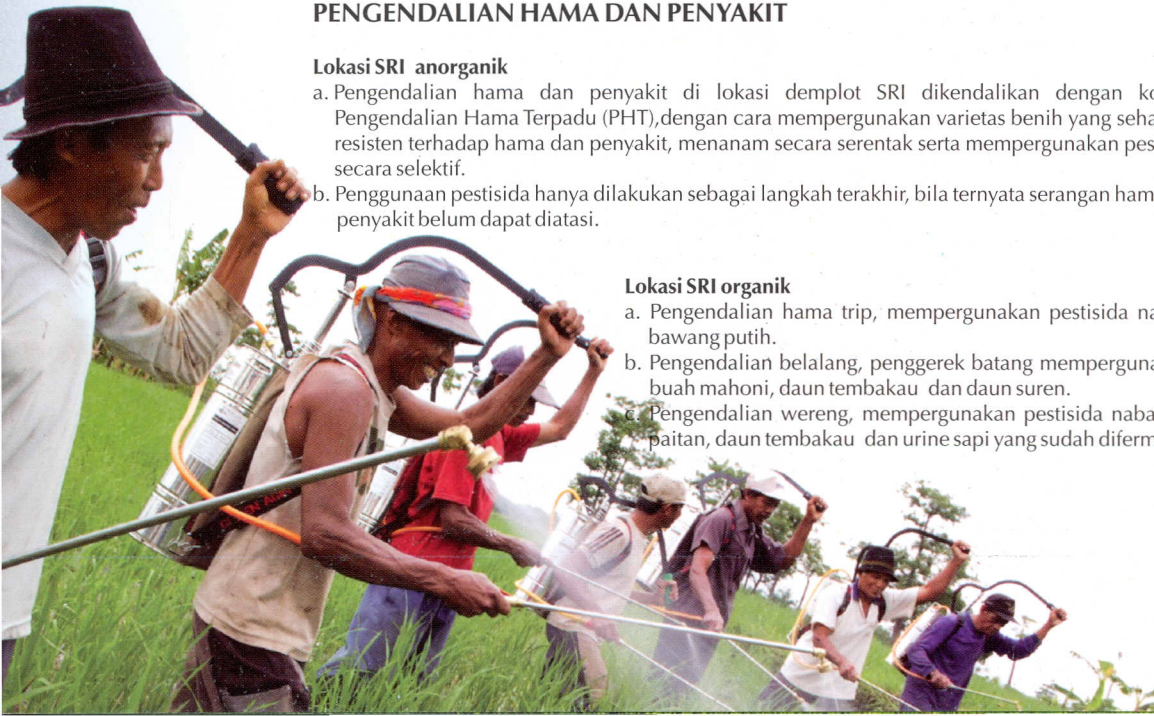 PENGENDALIAN HAMA DAN PENYAKIT
Lokasi SRI anorganik
a. Pengendalian hama dan penyakit di lokasi demplot SRI dikendalikan dengan
Pengendalian Hama Terpadu (PHT),dengan cara mempergunakan varietas benih yang
resisten terhadap hama dan penyakit, menanam secara serentak serta mempergunakan
secara selektif.
b. Penggunaan pestisida hanya dilakukan sebagai langkah terakhir, bila ternyata serangan
penyakit belum dapat diatasi.
Lokasi SRI organik
a. Pengendalian hama trip, mempergunakan pestisida
bawang putih.
b. Pengendalian belalang, penggerek batang
buah mahoni, daun tembakau dan daun suren.
c. Pengendalian wereng, mempergunakan pestisida
paitan, daun tembakau dan urine sapi yang sudah